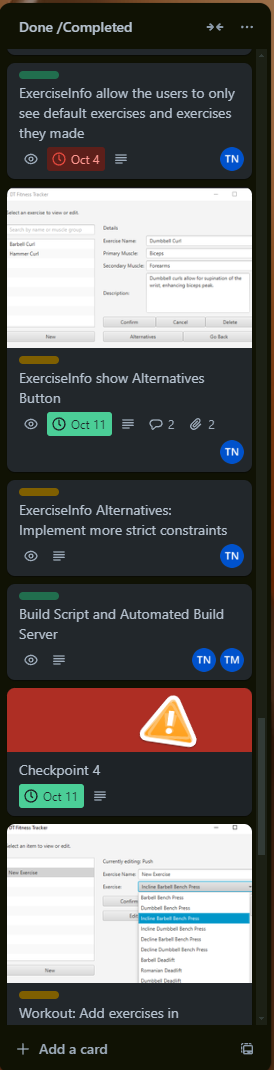 Done /Completed
ExerciseInfo allow the users to only
see default exercises and exercises
they made
Oct 4
TN
DT Fitness Tracker
Select an exercise to view or edit.
Search by name or muscle group
Barbell Curl
Hammer Curl
New
Details
Exercise Name:
Dumbbell Curl
Primary Muscle:
Biceps
Secondary Muscle:
Forearms
Description:
Dumbbell curls allow for supination of the
wrist, enhancing biceps peak.
Confirm
Cancel
Delete
Alternatives
Go Back
ExerciseInfo show Alternatives
Button
Oct 11
2
2
TN
ExerciseInfo Alternatives:
Implement more strict constraints
TN
Build Script and Automated Build
Server
TN
TM
Checkpoint 4
Oct 11
DT Fitness Tracker
Select an item to view or edit.
New Exercise
New
Currently editing: Push
Exercise Name:
New Exercise
Exercise:
Incline Barbell Bench Press
Barbell Bench Press
Dumbell Bench Press
Incline Barbell Bench Press
Incline Dumbbell Bench Press
Decline Barbell Bench Press
Decline Dumbbell Bench Press
Barbell Deadlift
Romanian Deadlift
Dumbbell Deadlift
Workout: Add exercises in
Add a card